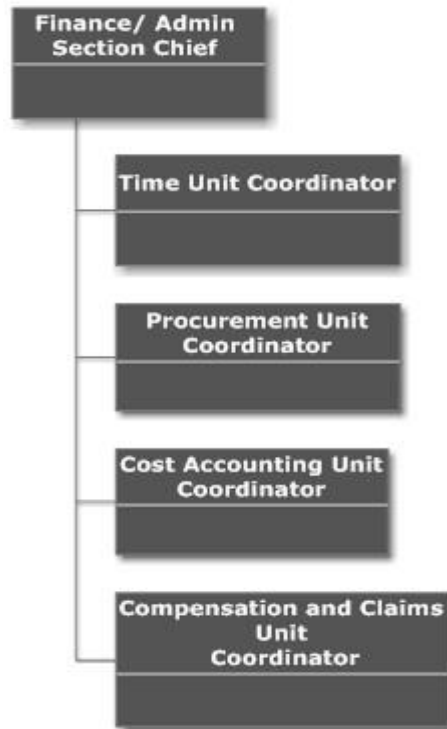 Finance/ Admin
Section Chief
Time Unit Coordinator
Procurement Unit
Coordinator
Cost Accounting Unit
Coordinator
Compensation and Claims
Unit
Coordinator